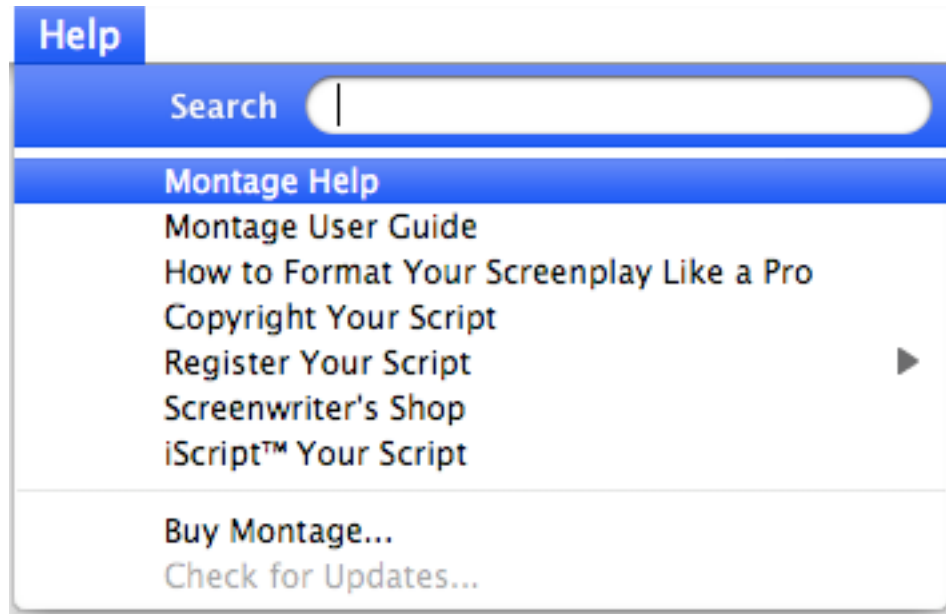 Help
Search
Montage Help
Montage User Guide
How to Format Your Screenplay Like a Pro
Copyright Your Script
Register Your Script
Screenwriter's Shop
iScript™ Your Script
Buy Montage...
Check for Updates...